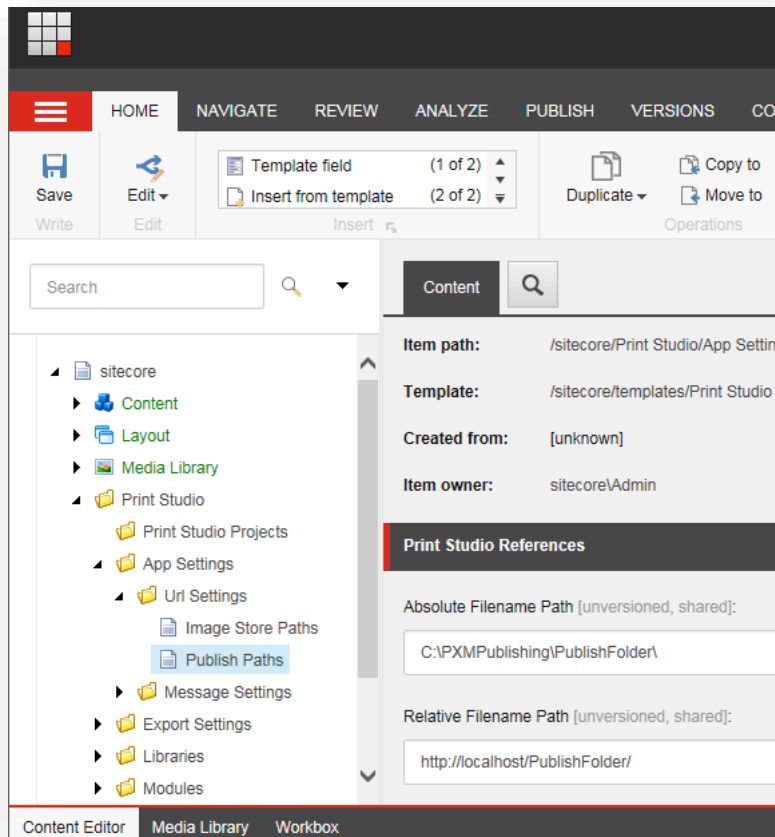 HOME NAVIGATE REVIEW ANALYZE PUBLISH VERSIONS CO
Template field (1 of 2)
Insert from template (2 of 2)
Save Edit Duplicate Copy to
Move to
Write Edit Insert Operations
Search
Content
sitecore
Content
Layout
Media Library
Print Studio
Print Studio Projects
App Settings
Url Settings
Image Store Paths
Publish Paths
Message Settings
Export Settings
Libraries
Modules
Item path: /sitecore/Print Studio/App Settin
Template: /sitecore/templates/Print Studio
Created from: [unknown]
Item owner: sitecore\Admin
Print Studio References
Absolute Filename Path [unversioned, shared]:
C:\PXMPublishing\PublishFolder\
Relative Filename Path [unversioned, shared]:
http://localhost/PublishFolder/
Content Editor Media Library Workbox